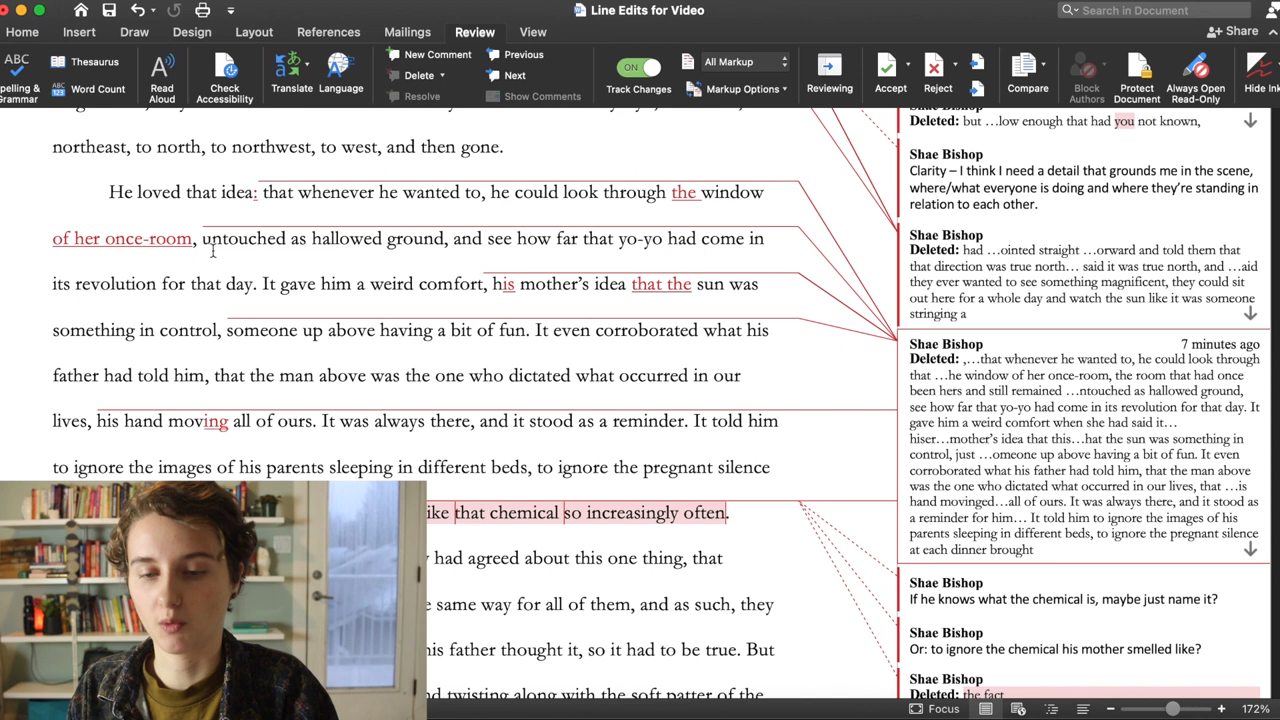 Line Edits for Video
Search in Document
Home Insert Draw Design Layout References Mailings Review View
Share
ABC Spelling & Grammar
Thesaurus
ABC 123 Word Count
A Read Aloud
Check Accessibility
Translate
Language
New Comment
Delete
Resolve
Previous
Next
Show Comments
ON
Track Changes
All Markup
Markup Options
Reviewing
Accept
Reject
Compare
Block Authors
Protect Document
Always Open Read-Only
Hide Ink
northeast, to north, to northwest, to west, and then gone.
He loved that idea: that whenever he wanted to, he could look through the window
of her once-room, untouched as hallowed ground, and see how far that yo-yo had come in
its revolution for that day. It gave him a weird comfort, his mother’s idea that the sun was
something in control, someone up above having a bit of fun. It even corroborated what his
father had told him, that the man above was the one who dictated what occurred in our
lives, his hand moving all of ours. It was always there, and it stood as a reminder. It told him
to ignore the images of his parents sleeping in different beds, to ignore the pregnant silence
like that chemical so increasingly often.
had agreed about this one thing, that
same way for all of them, and as such, they
his father thought it, so it had to be true. But
nd twisting along with the soft patter of the
Shae Bishop
Deleted: but …low enough that had you not known,
Shae Bishop
Clarity – I think I need a detail that grounds me in the scene,
where/what everyone is doing and where they’re standing in
relation to each other.
Shae Bishop
Deleted: had …ointed straight …orward and told them that
that direction was true north… said it was true north, and …aid
they ever wanted to see something magnificent, they could sit
out here for a whole day and watch the sun like it was someone
stringing a
Shae Bishop 7 minutes ago
Deleted: ,…that whenever he wanted to, he could look through
that …he window of her once-room, the room that had once
been hers and still remained …ntouched as hallowed ground,
see how far that yo-yo had come in its revolution for that day. It
gave him a weird comfort when she had said it…
hiser…mother’s idea that this…hat the sun was something in
control, just …omeone up above having a bit of fun. It even
corroborated what his father had told him, that the man above
was the one who dictated what occurred in our lives, that …is
hand movinged…all of ours. It was always there, and it stood as
a reminder for him… It told him to ignore the images of his
parents sleeping in different beds, to ignore the pregnant silence
at each dinner brought
Shae Bishop
If he knows what the chemical is, maybe just name it?
Shae Bishop
Or: to ignore the chemical his mother smelled like?
Shae Bishop
Deleted: the fact
Focus
172%